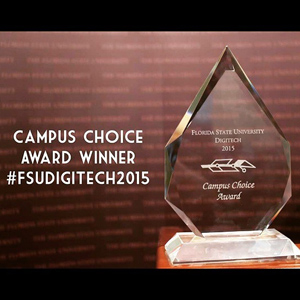 CAMPUS CHOICE
AWARD WINNER
#FSUDIGITECH2015
FLORIDA STATE UNIVERSITY
DIGITECH
2015
Campus Choice
Award